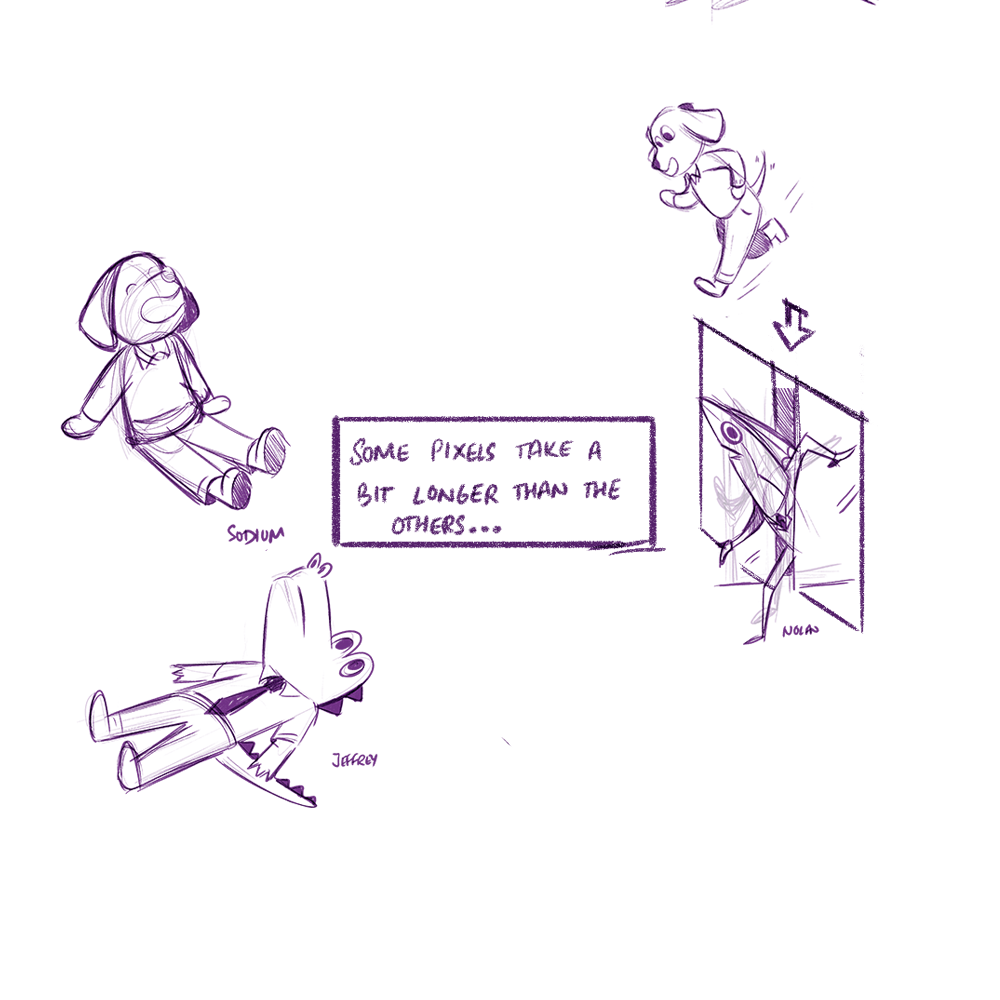 SODIUM
SOME PIXELS TAKE A
BIT LONGER THAN THE
OTHERS...
NOLAN
JEFFREY